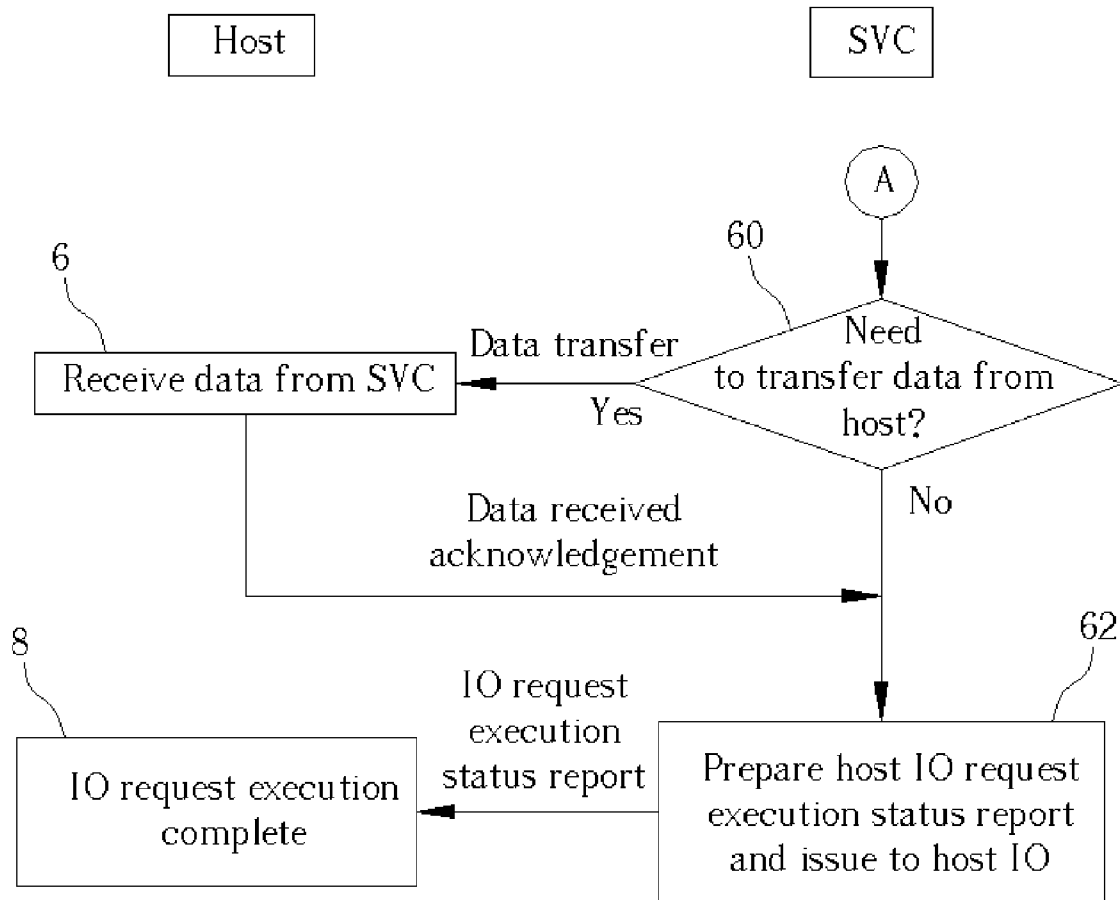 Host
SVC
A
60
6
Need
to transfer data from
host?
Data transfer
Yes
Receive data from SVC
No
Data received
acknowledgement
62
8
IO request
execution
status report
Prepare host IO request
execution status report
and issue to host IO
IO request execution
complete